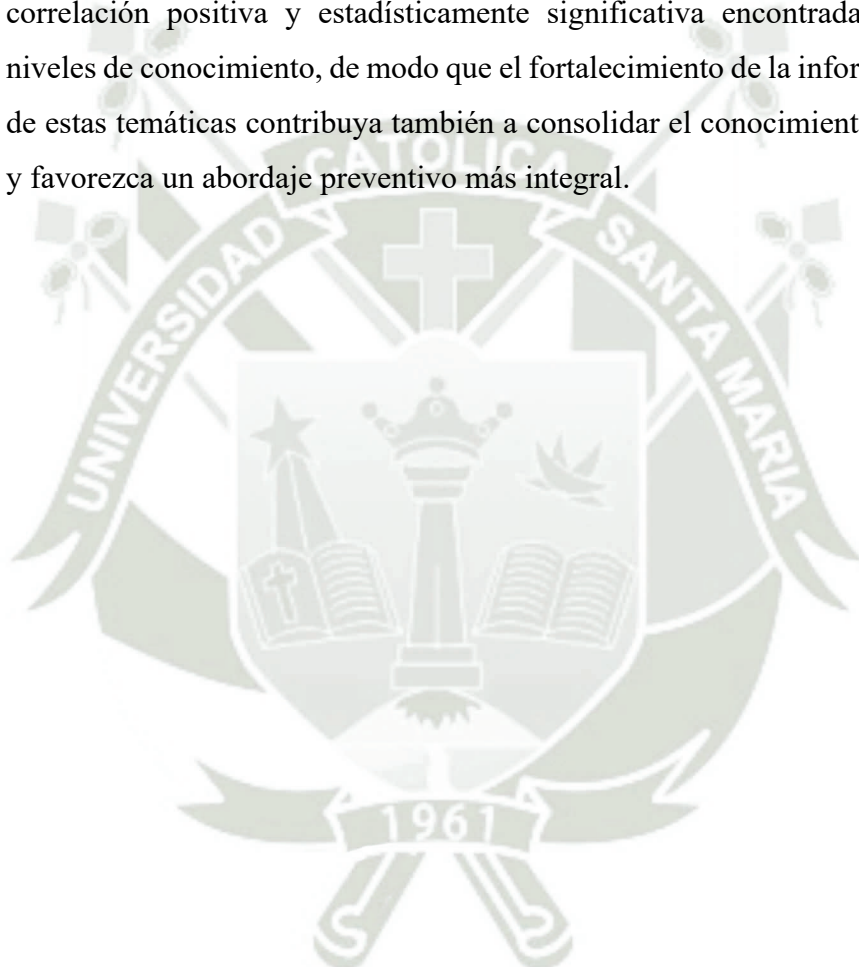 correlación positiva y estadísticamente significativa encontrada
niveles de conocimiento, de modo que el fortalecimiento de la infor
de estas temáticas contribuya también a consolidar el conocimient
y favorezca un abordaje preventivo más integral.
UNIVERSIDAD CATOLICA SANTA MARIA
1961